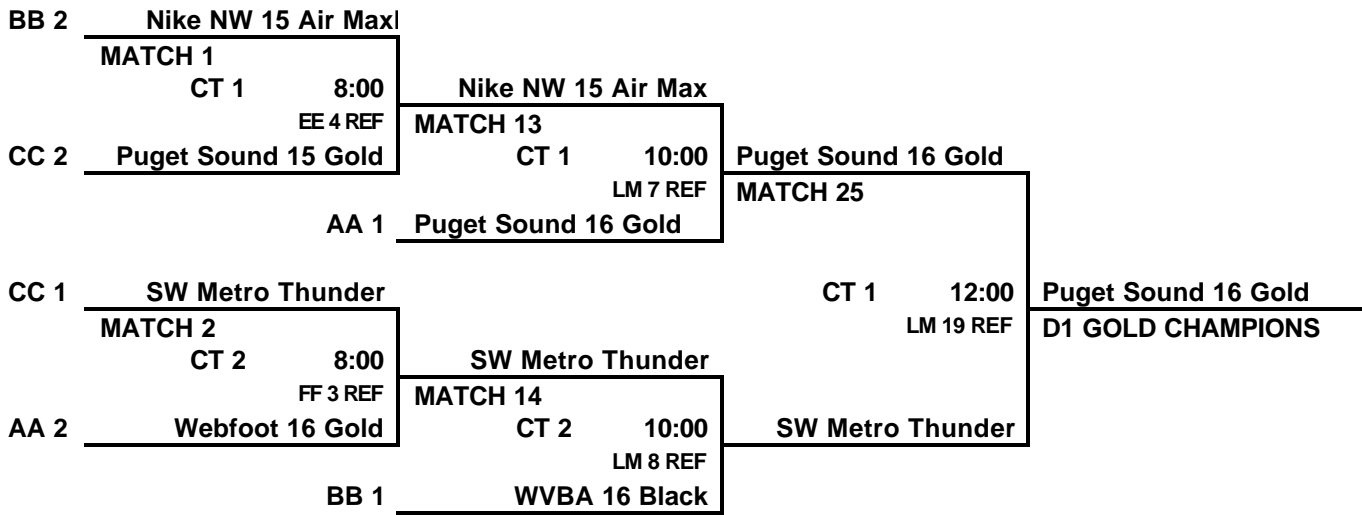 BB 2 Nike NW 15 Air Max
MATCH 1
CT 1 8:00 Nike NW 15 Air Max
EE 4 REF MATCH 13
CC 2 Puget Sound 15 Gold CT 1 10:00 Puget Sound 16 Gold
LM 7 REF MATCH 25
AA 1 Puget Sound 16 Gold
CC 1 SW Metro Thunder CT 1 12:00 Puget Sound 16 Gold
MATCH 2 LM 19 REF D1 GOLD CHAMPIONS
CT 2 8:00 SW Metro Thunder
FF 3 REF MATCH 14
AA 2 Webfoot 16 Gold CT 2 10:00 SW Metro Thunder
LM 8 REF
BB 1 WVBA 16 Black